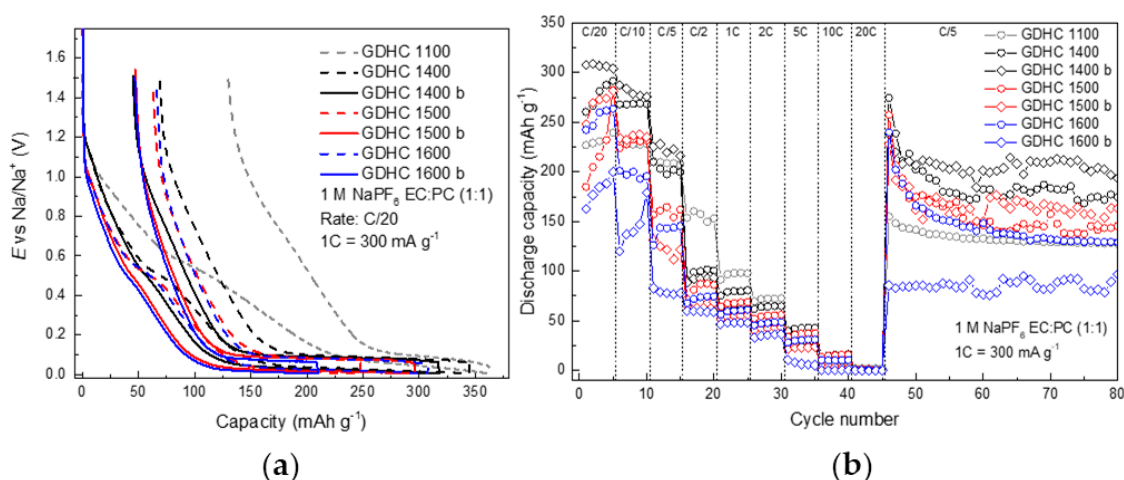 GDHC 1100
GDHC 1400
GDHC 1400 b
GDHC 1500
GDHC 1500 b
GDHC 1600
GDHC 1600 b
1 M NaPF₆ EC:PC (1:1)
Rate: C/20
1C = 300 mA g⁻¹
E vs Na/Na⁺ (V)
1.6
1.4
1.2
1.0
0.8
0.6
0.4
0.2
0.0
0 50 100 150 200 250 300 350
Capacity (mAh g⁻¹)
(a)
C/20 C/10 C/5 C/2 1C 2C 5C 10C 20C C/5
GDHC 1100
GDHC 1400
GDHC 1400 b
GDHC 1500
GDHC 1500 b
GDHC 1600
GDHC 1600 b
1 M NaPF₆ EC:PC (1:1)
1C = 300 mA g⁻¹
Discharge capacity (mAh g⁻¹)
350
300
250
200
150
100
50
0
0 10 20 30 40 50 60 70 80
Cycle number
(b)